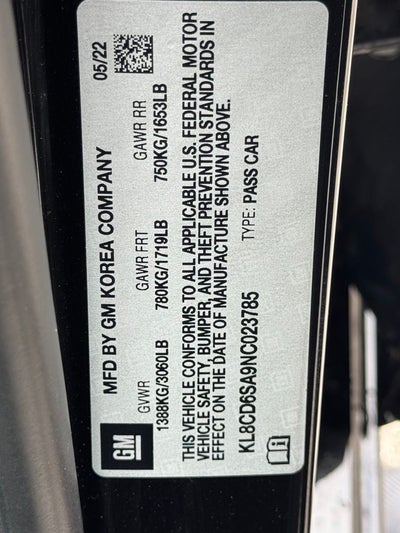 GM
MFD BY GM KOREA COMPANY
05/22
GVWR GAWR FRT GAWR RR
1388KG/3060LB 780KG/1719LB 750KG/1653LB
THIS VEHICLE CONFORMS TO ALL APPLICABLE U.S. FEDERAL MOTOR
VEHICLE SAFETY, BUMPER, AND THEFT PREVENTION STANDARDS IN
EFFECT ON THE DATE OF MANUFACTURE SHOWN ABOVE.
KL8CD6SA9NC023785 TYPE: PASS CAR